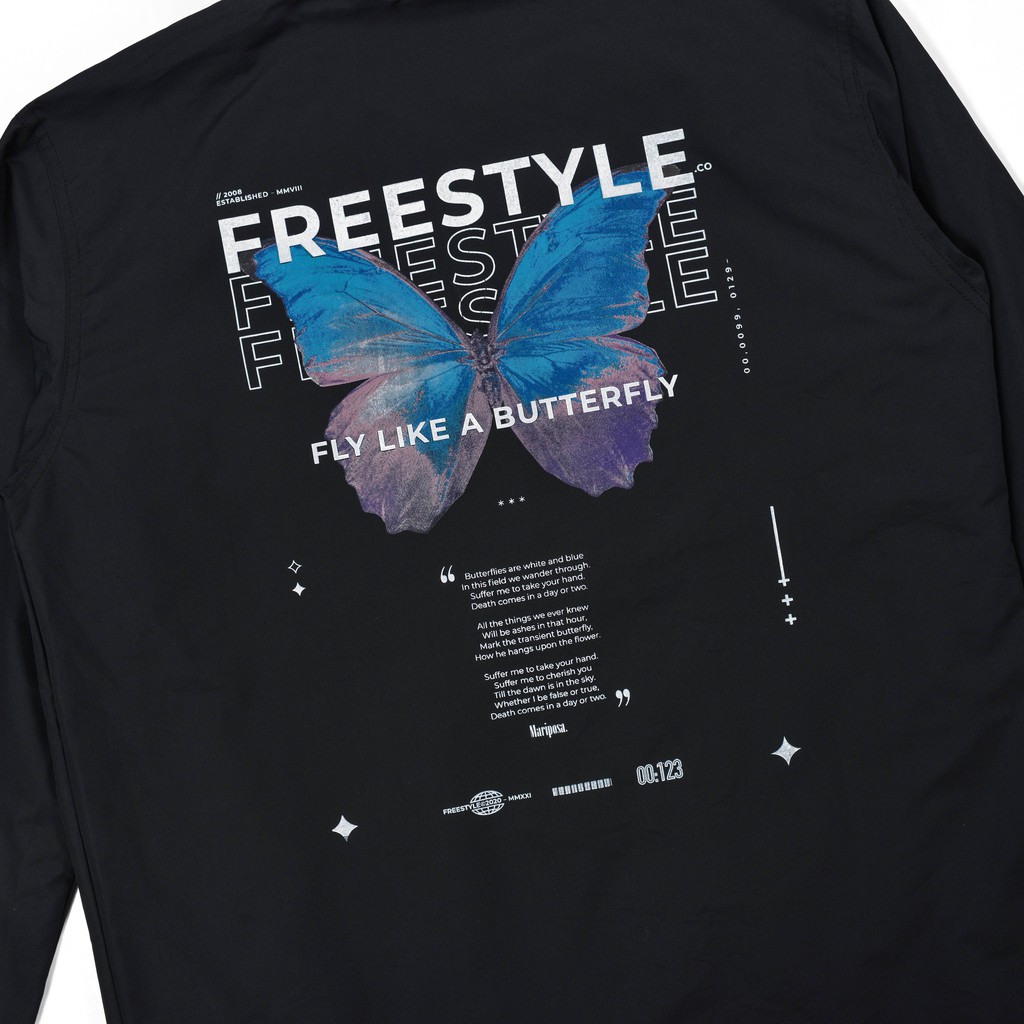 // 2008
ESTABLISHED - MMVIII
FREESTYLE
.CO
FREESTYLE
FREESTYLE
00.0099, 0129-
FLY LIKE A BUTTERFLY
***
“ Butterflies are white and blue
In this field we wander through.
Suffer me to take your hand.
Death comes in a day or two.
All the things we ever knew
Will be ashes in that hour,
Mark the transient butterfly,
How he hangs upon the flower.
Suffer me to take your hand.
Suffer me to cherish you
Till the dawn is in the sky.
Whether I be false or true,
Death comes in a day or two. ”
Mariposa.
FREESTYLE©2020 - MMXXI
00:123